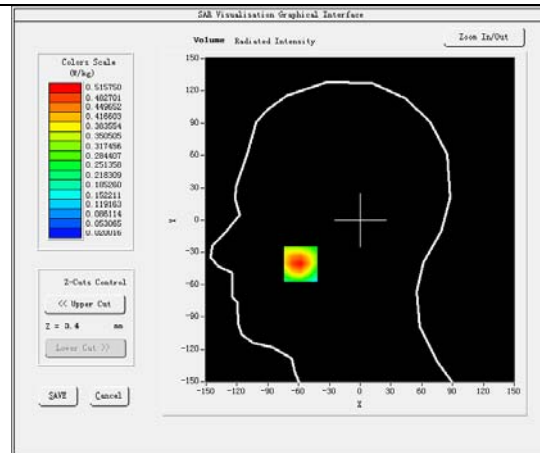 SAR Visualisation Graphical Interface
Volume Radiated Intensity
Zoom In/Out
Colors Scale
(W/kg)
0.515750
0.482701
0.449652
0.416603
0.383554
0.350505
0.317456
0.284407
0.251358
0.218309
0.185260
0.152211
0.119163
0.086114
0.053065
0.020016
Z-Cuts Control
<< Upper Cut
Z = 3.4 mm
Lower Cut >>
SAVE Cancel
150
120
90
60
30
0
-30
-60
-90
-120
-150
Y
-150 -120 -90 -60 -30 0 30 60 90 120 150
X